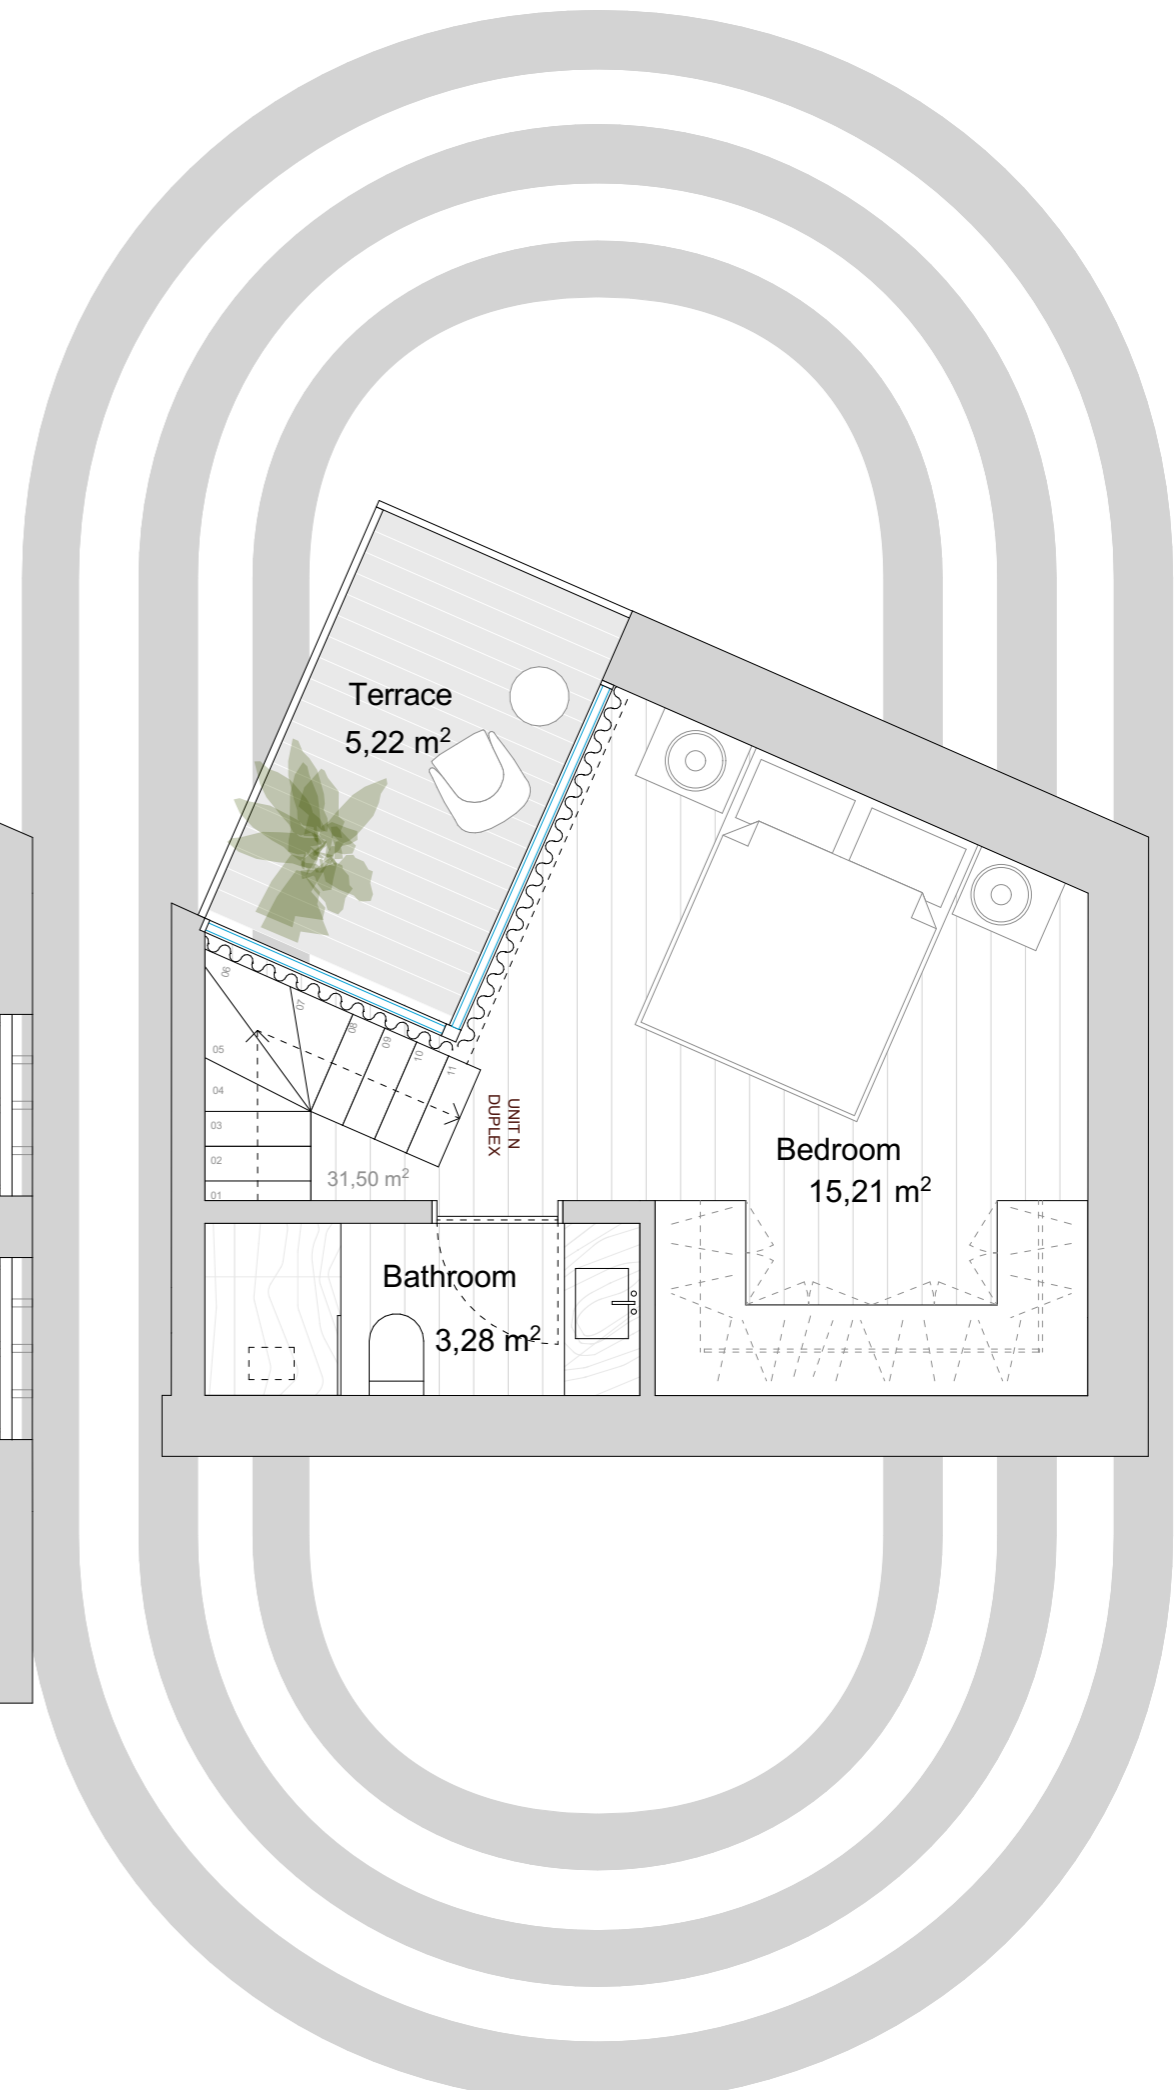 Terrace
5,22 m²
06
07
08
09
10
11
05
04
03
02
01
UNIT N
DUPLEX
31,50 m²
Bedroom
15,21 m²
Bathroom
3,28 m²